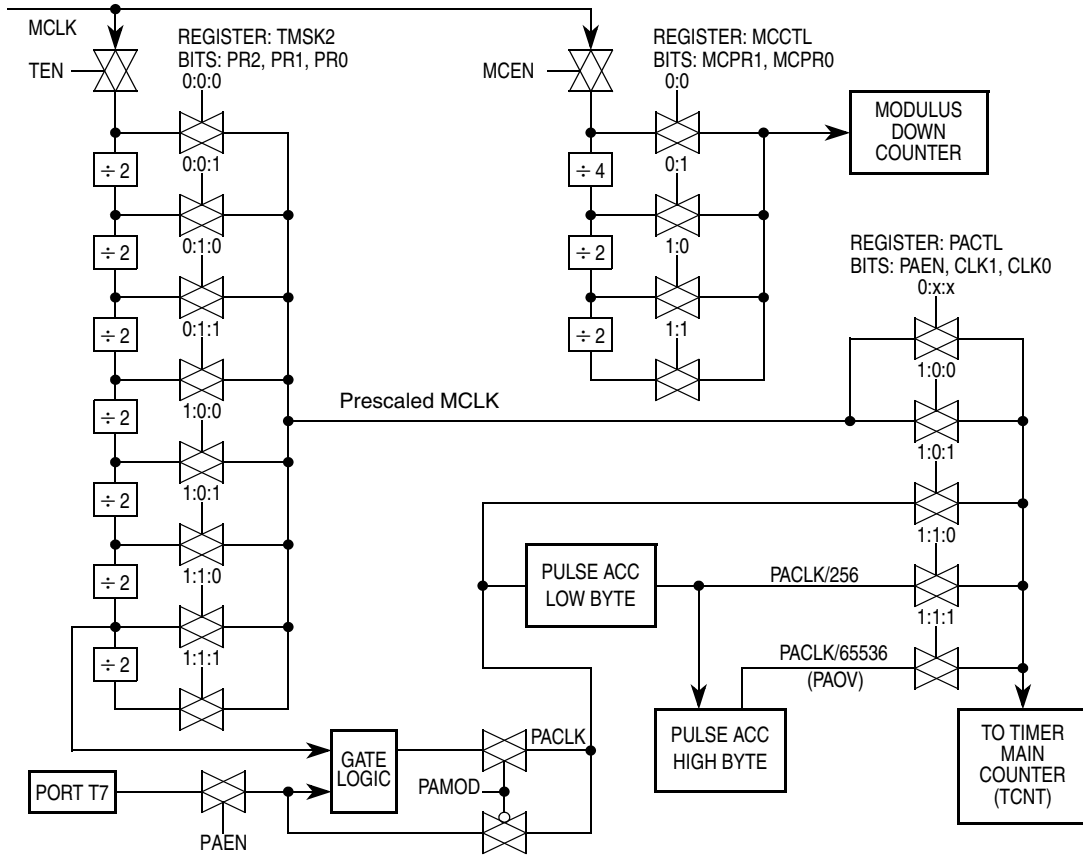 MCLK
TEN
REGISTER: TMSK2
BITS: PR2, PR1, PR0
0:0:0
÷ 2
0:0:1
÷ 2
0:1:0
÷ 2
0:1:1
÷ 2
1:0:0
÷ 2
1:0:1
÷ 2
1:1:0
÷ 2
1:1:1
MCEN
REGISTER: MCCTL
BITS: MCPR1, MCPR0
0:0
÷ 4
0:1
÷ 2
1:0
÷ 2
1:1
MODULUS
DOWN
COUNTER
REGISTER: PACTL
BITS: PAEN, CLK1, CLK0
0:x:x
1:0:0
Prescaled MCLK
1:0:1
1:1:0
PULSE ACC
LOW BYTE
PACLK/256
1:1:1
PACLK/65536
(PAOV)
PULSE ACC
HIGH BYTE
TO TIMER
MAIN
COUNTER
(TCNT)
PORT T7
PAEN
GATE
LOGIC
PACLK
PAMOD